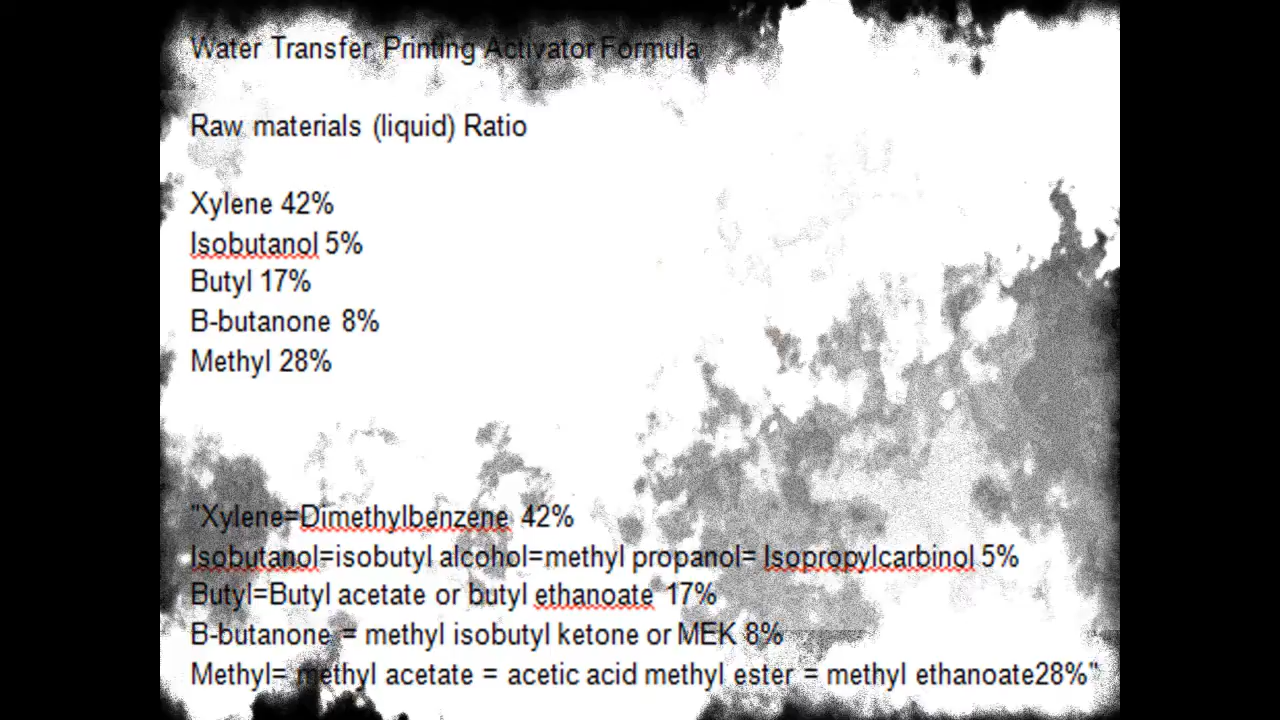 Water Transfer Printing Activator Formula
Raw materials (liquid) Ratio
Xylene 42%
Isobutanol 5%
Butyl 17%
B-butanone 8%
Methyl 28%
"Xylene=Dimethylbenzene 42%
Isobutanol=isobutyl alcohol=methyl propanol= Isopropylcarbinol 5%
Butyl=Butyl acetate or butyl ethanoate 17%
B-butanone = methyl isobutyl ketone or MEK 8%
Methyl= methyl acetate = acetic acid methyl ester = methyl ethanoate28%"